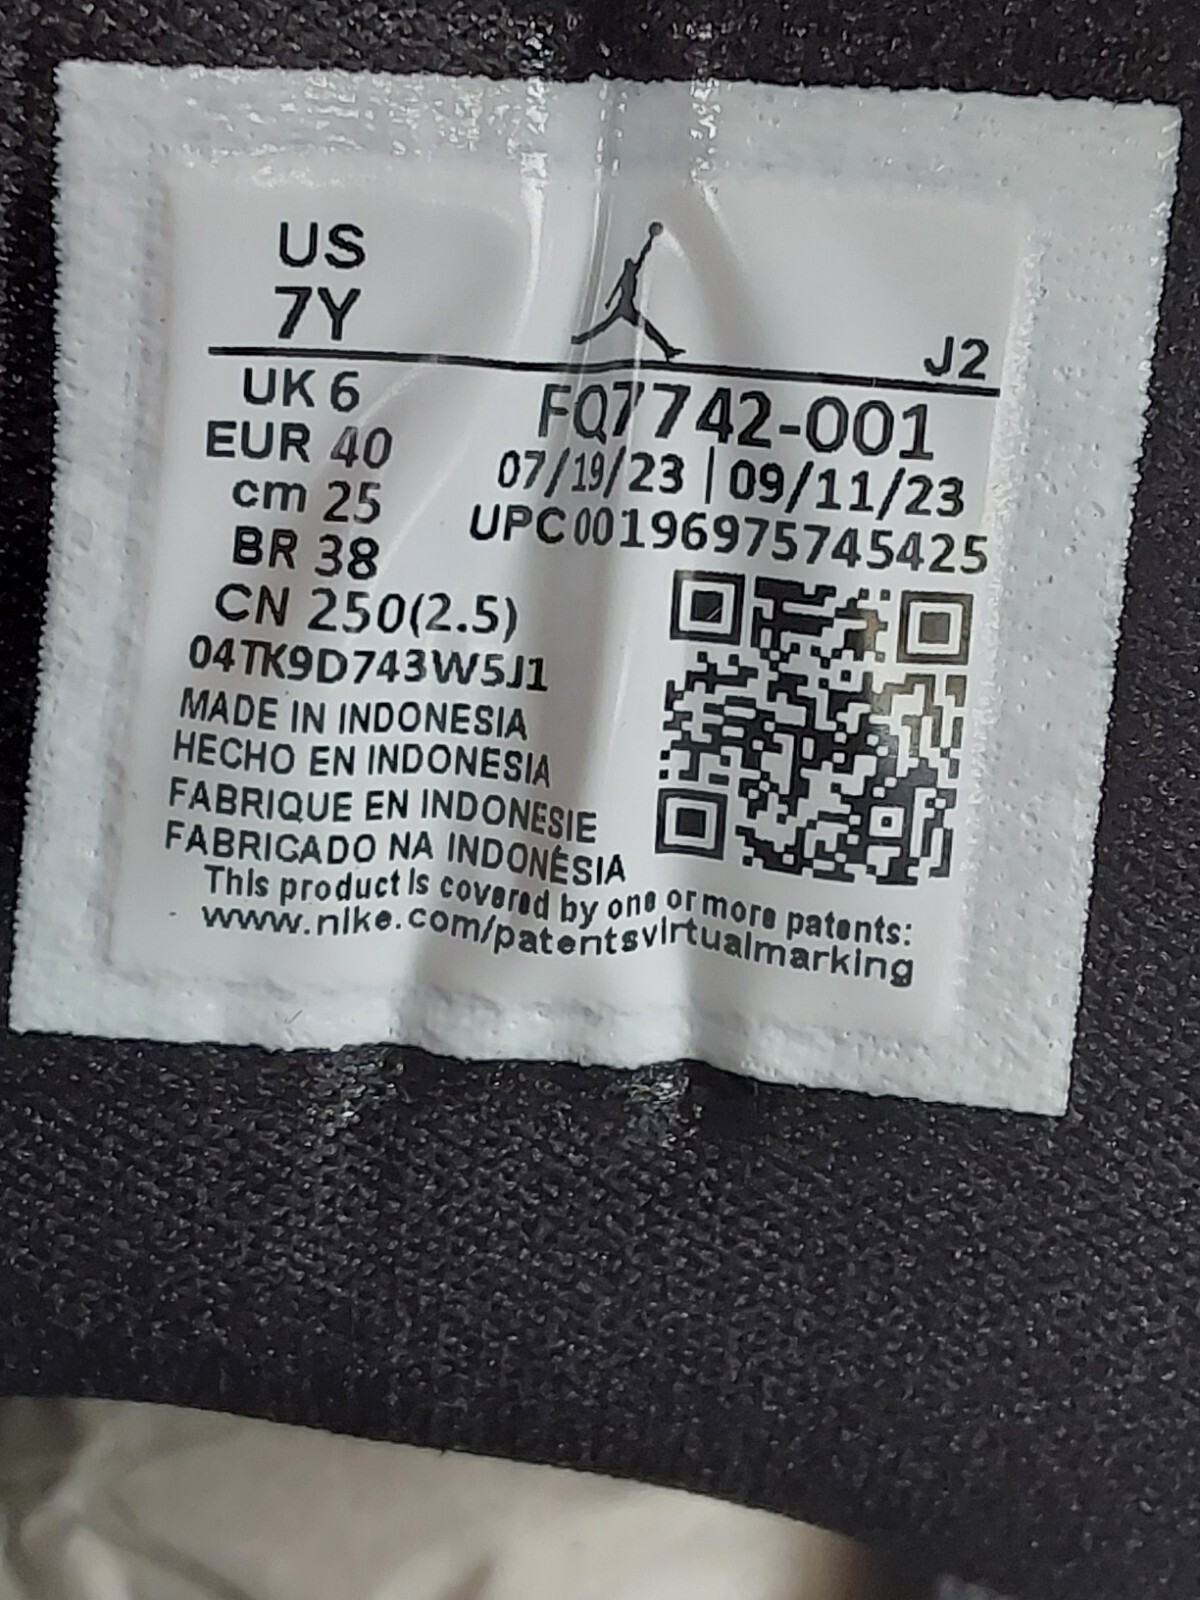 US
7Y
J2
UK 6
EUR 40
cm 25
BR 38
CN 250(2.5)
FQ7742-001
07/19/23 | 09/11/23
UPC00196975745425
04TK9D743W5J1
MADE IN INDONESIA
HECHO EN INDONESIA
FABRIQUE EN INDONESIE
FABRICADO NA INDONÉSIA
This product is covered by one or more patents:
www.nike.com/patentsvirtualmarking